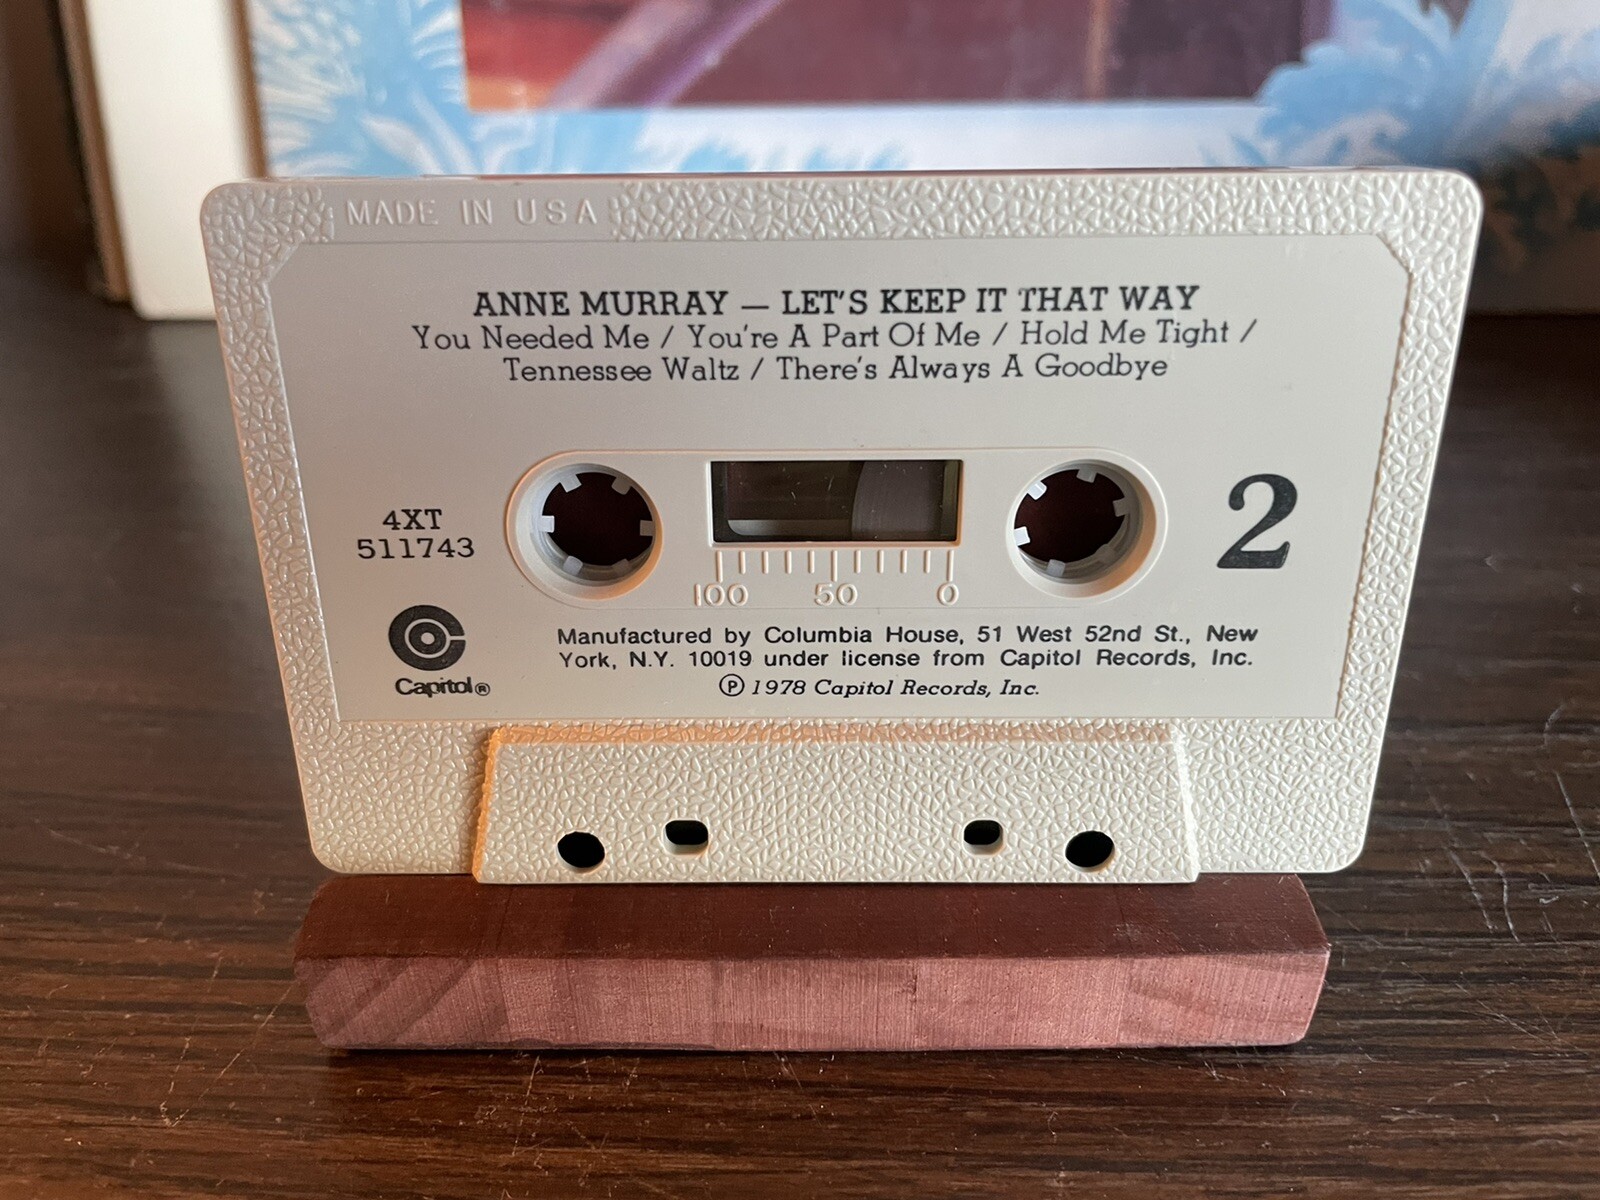 MADE IN USA
ANNE MURRAY — LET'S KEEP IT THAT WAY
You Needed Me / You're A Part Of Me / Hold Me Tight /
Tennessee Waltz / There's Always A Goodbye
4XT
511743
2
100 50 0
Capitol®
Manufactured by Columbia House, 51 West 52nd St., New
York, N.Y. 10019 under license from Capitol Records, Inc.
℗ 1978 Capitol Records, Inc.